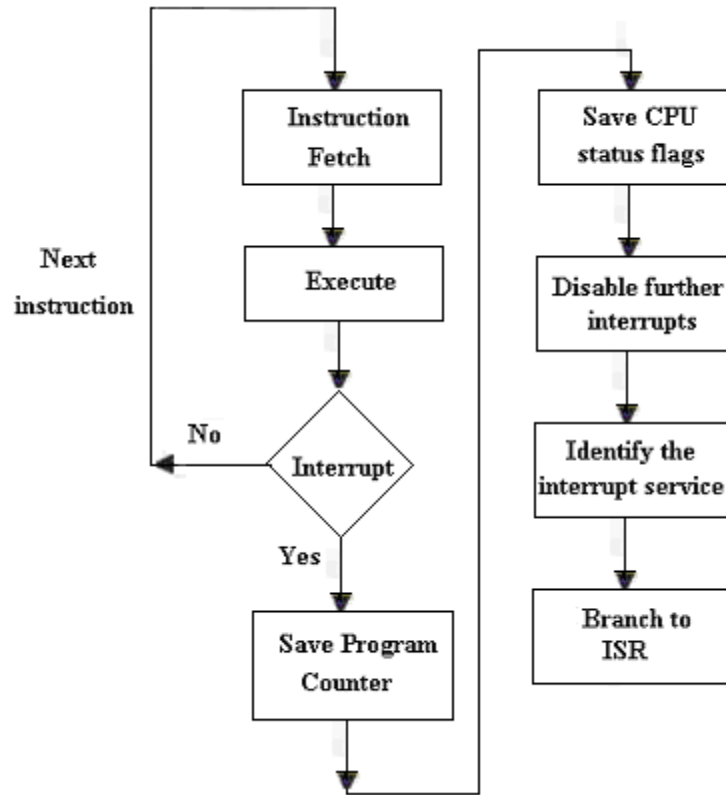 Instruction
Fetch
Execute
Next
instruction
No
Interrupt
Yes
Save Program
Counter
Save CPU
status flags
Disable further
interrupts
Identify the
interrupt service
Branch to
ISR